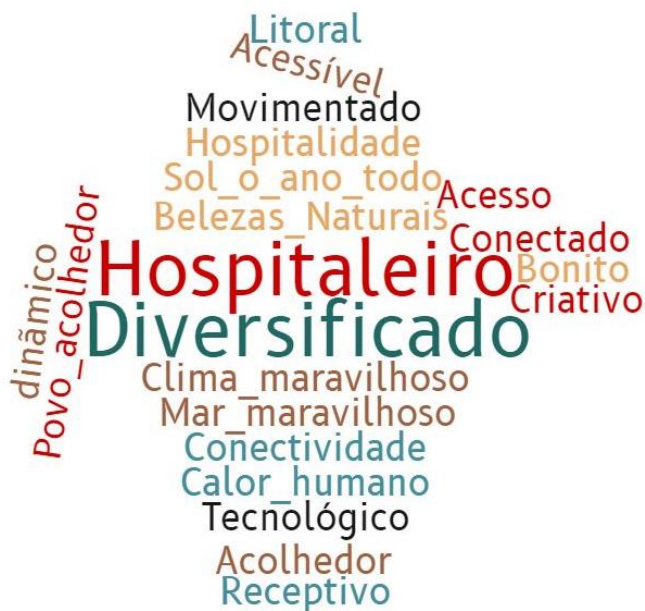 Litoral
Acessível
Movimentado
Hospitalidade
Sol_o_ano_todo
Acesso
Belezas_Naturais
Conectado
Hospitaleiro
Bonito
Criativo
Diversificado
dinâmico
Povo_acolhedor
Clima_maravilhoso
Mar_maravilhoso
Conectividade
Calor_humano
Tecnológico
Acolhedor
Receptivo